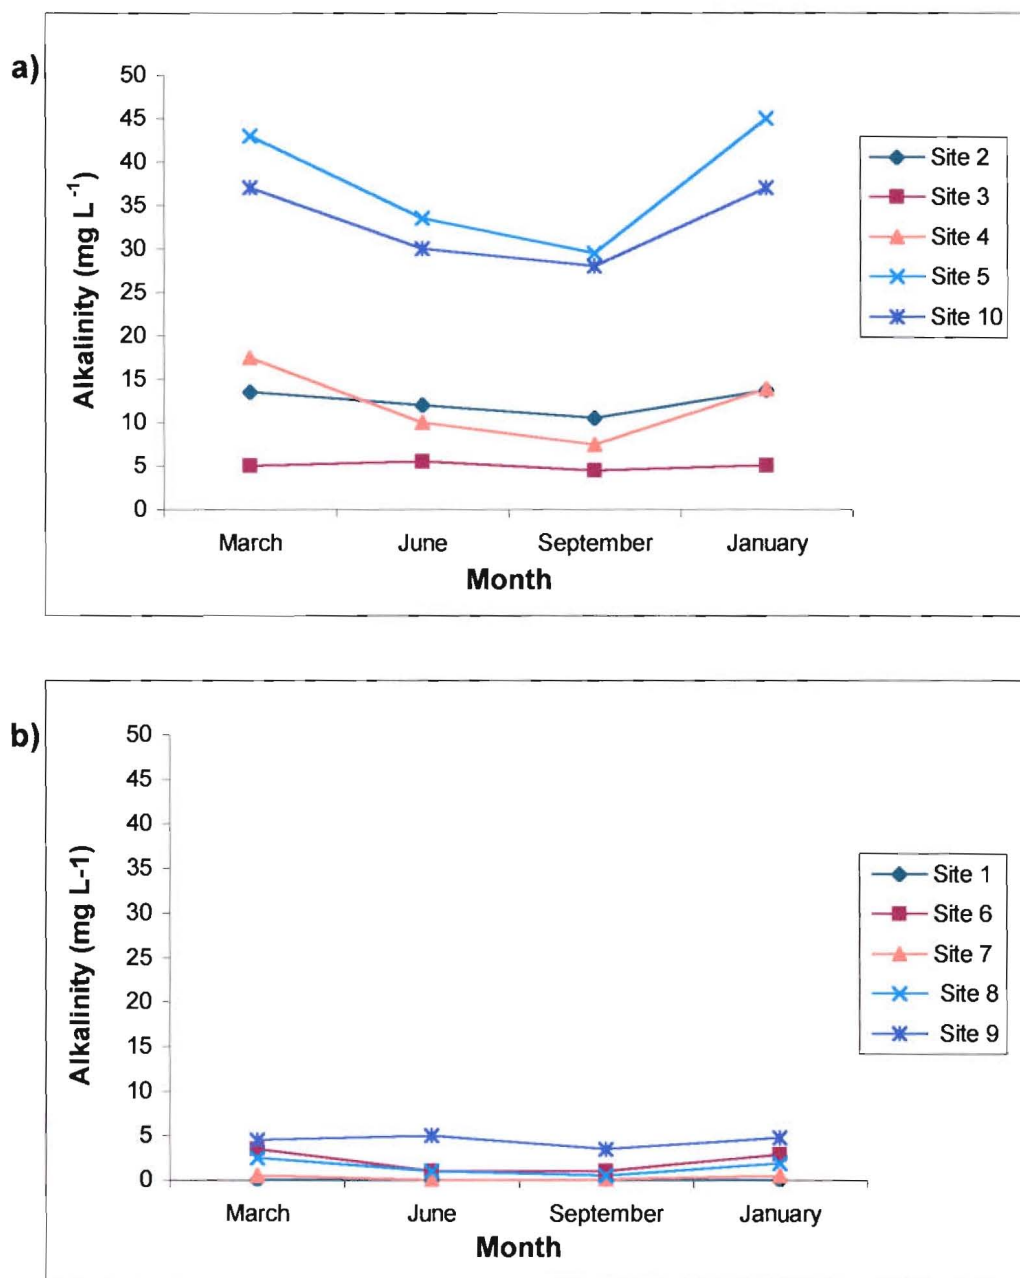 a)
50
45
40
35
30
25
20
15
10
5
0
Alkalinity (mg L⁻¹)
March June September January
Month
Site 2
Site 3
Site 4
Site 5
Site 10
b)
50
45
40
35
30
25
20
15
10
5
0
Alkalinity (mg L-1)
March June September January
Month
Site 1
Site 6
Site 7
Site 8
Site 9